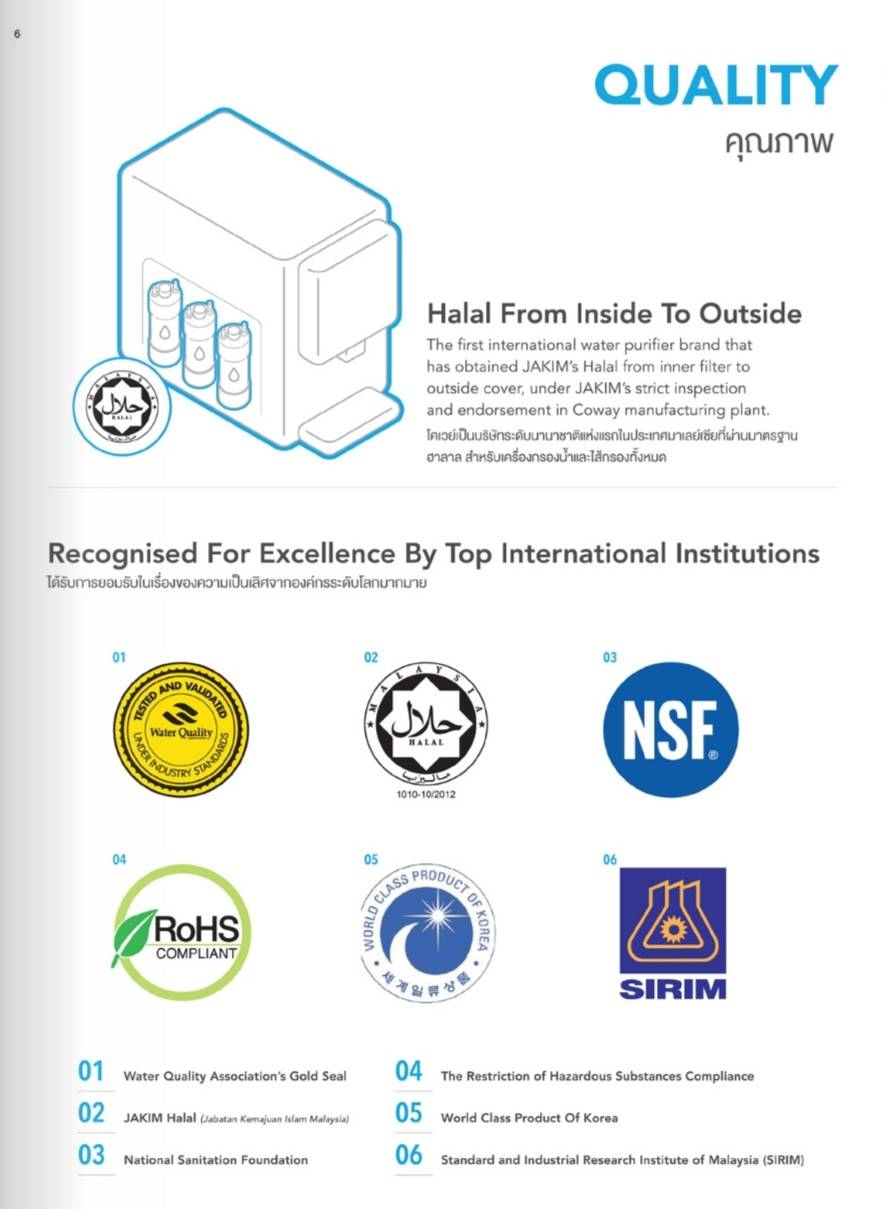 6
QUALITY
คุณภาพ
Halal From Inside To Outside
The first international water purifier brand that
has obtained JAKIM's Halal from inner filter to
outside cover, under JAKIM's strict inspection
and endorsement in Coway manufacturing plant.
โคเวย์เป็นบริษัทระดับนานาชาติแห่งแรกในประเทศมาเลย์เซียที่ผ่านมาตรฐาน
ฮาลาล สำหรับเครื่องกรองน้ำและไส้กรองทั้งหมด
MALAYSIA
حلال
HALAL
ماليزيا
Recognised For Excellence By Top International Institutions
ได้รับการยอมรับในเรื่องของความเป็นเลิศจากองค์กรระดับโลกมากมาย
01
TESTED AND VALIDATED
Water Quality
UNDER INDUSTRY STANDARDS
02
MALAYSIA
حلال
HALAL
ماليزيا
1010-10/2012
03
NSF®
04
RoHS
COMPLIANT
05
WORLD CLASS PRODUCT OF KOREA
세계일류상품
06
SIRIM
01 Water Quality Association's Gold Seal
02 JAKIM Halal (Jabatan Kemajuan Islam Malaysia)
03 National Sanitation Foundation
04 The Restriction of Hazardous Substances Compliance
05 World Class Product Of Korea
06 Standard and Industrial Research Institute of Malaysia (SIRIM)